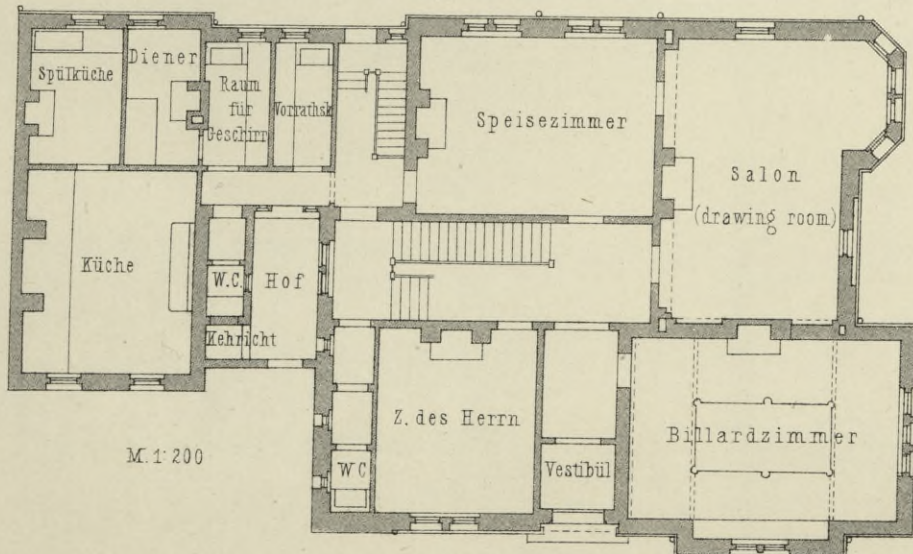 Spülküche
Diener
Raum
für
Geschirr
Vorrathsk
Speisezimmer
Salon
(drawing room)
Küche
W.C.
Hof
Kehricht
Z. des Herrn
Billardzimmer
M. 1:200
WC
Vestibül